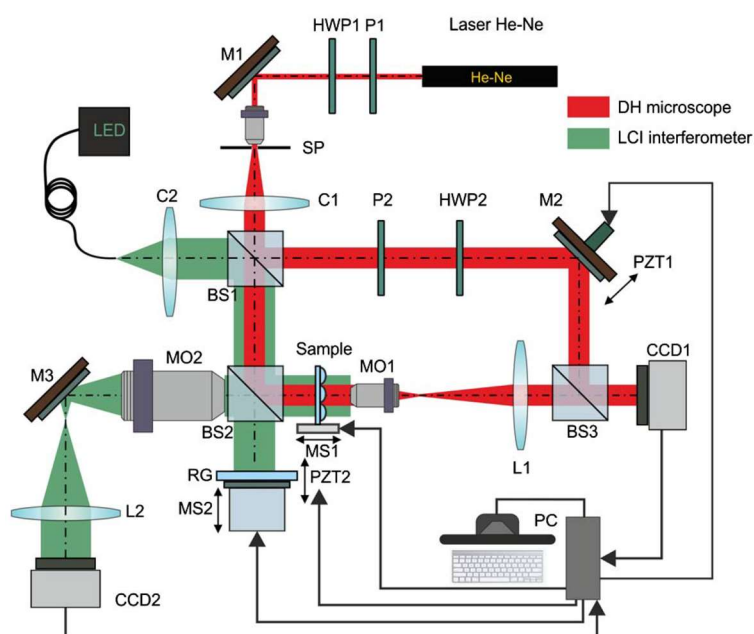 HWP1 P1 Laser He-Ne
M1
He-Ne
DH microscope
LED
SP
LCI interferometer
C2
C1
P2 HWP2 M2
PZT1
BS1
Sample
M3 MO2 MO1 CCD1
BS2
BS3
MS1
RG
PZT2
L1
MS2
L2
PC
CCD2